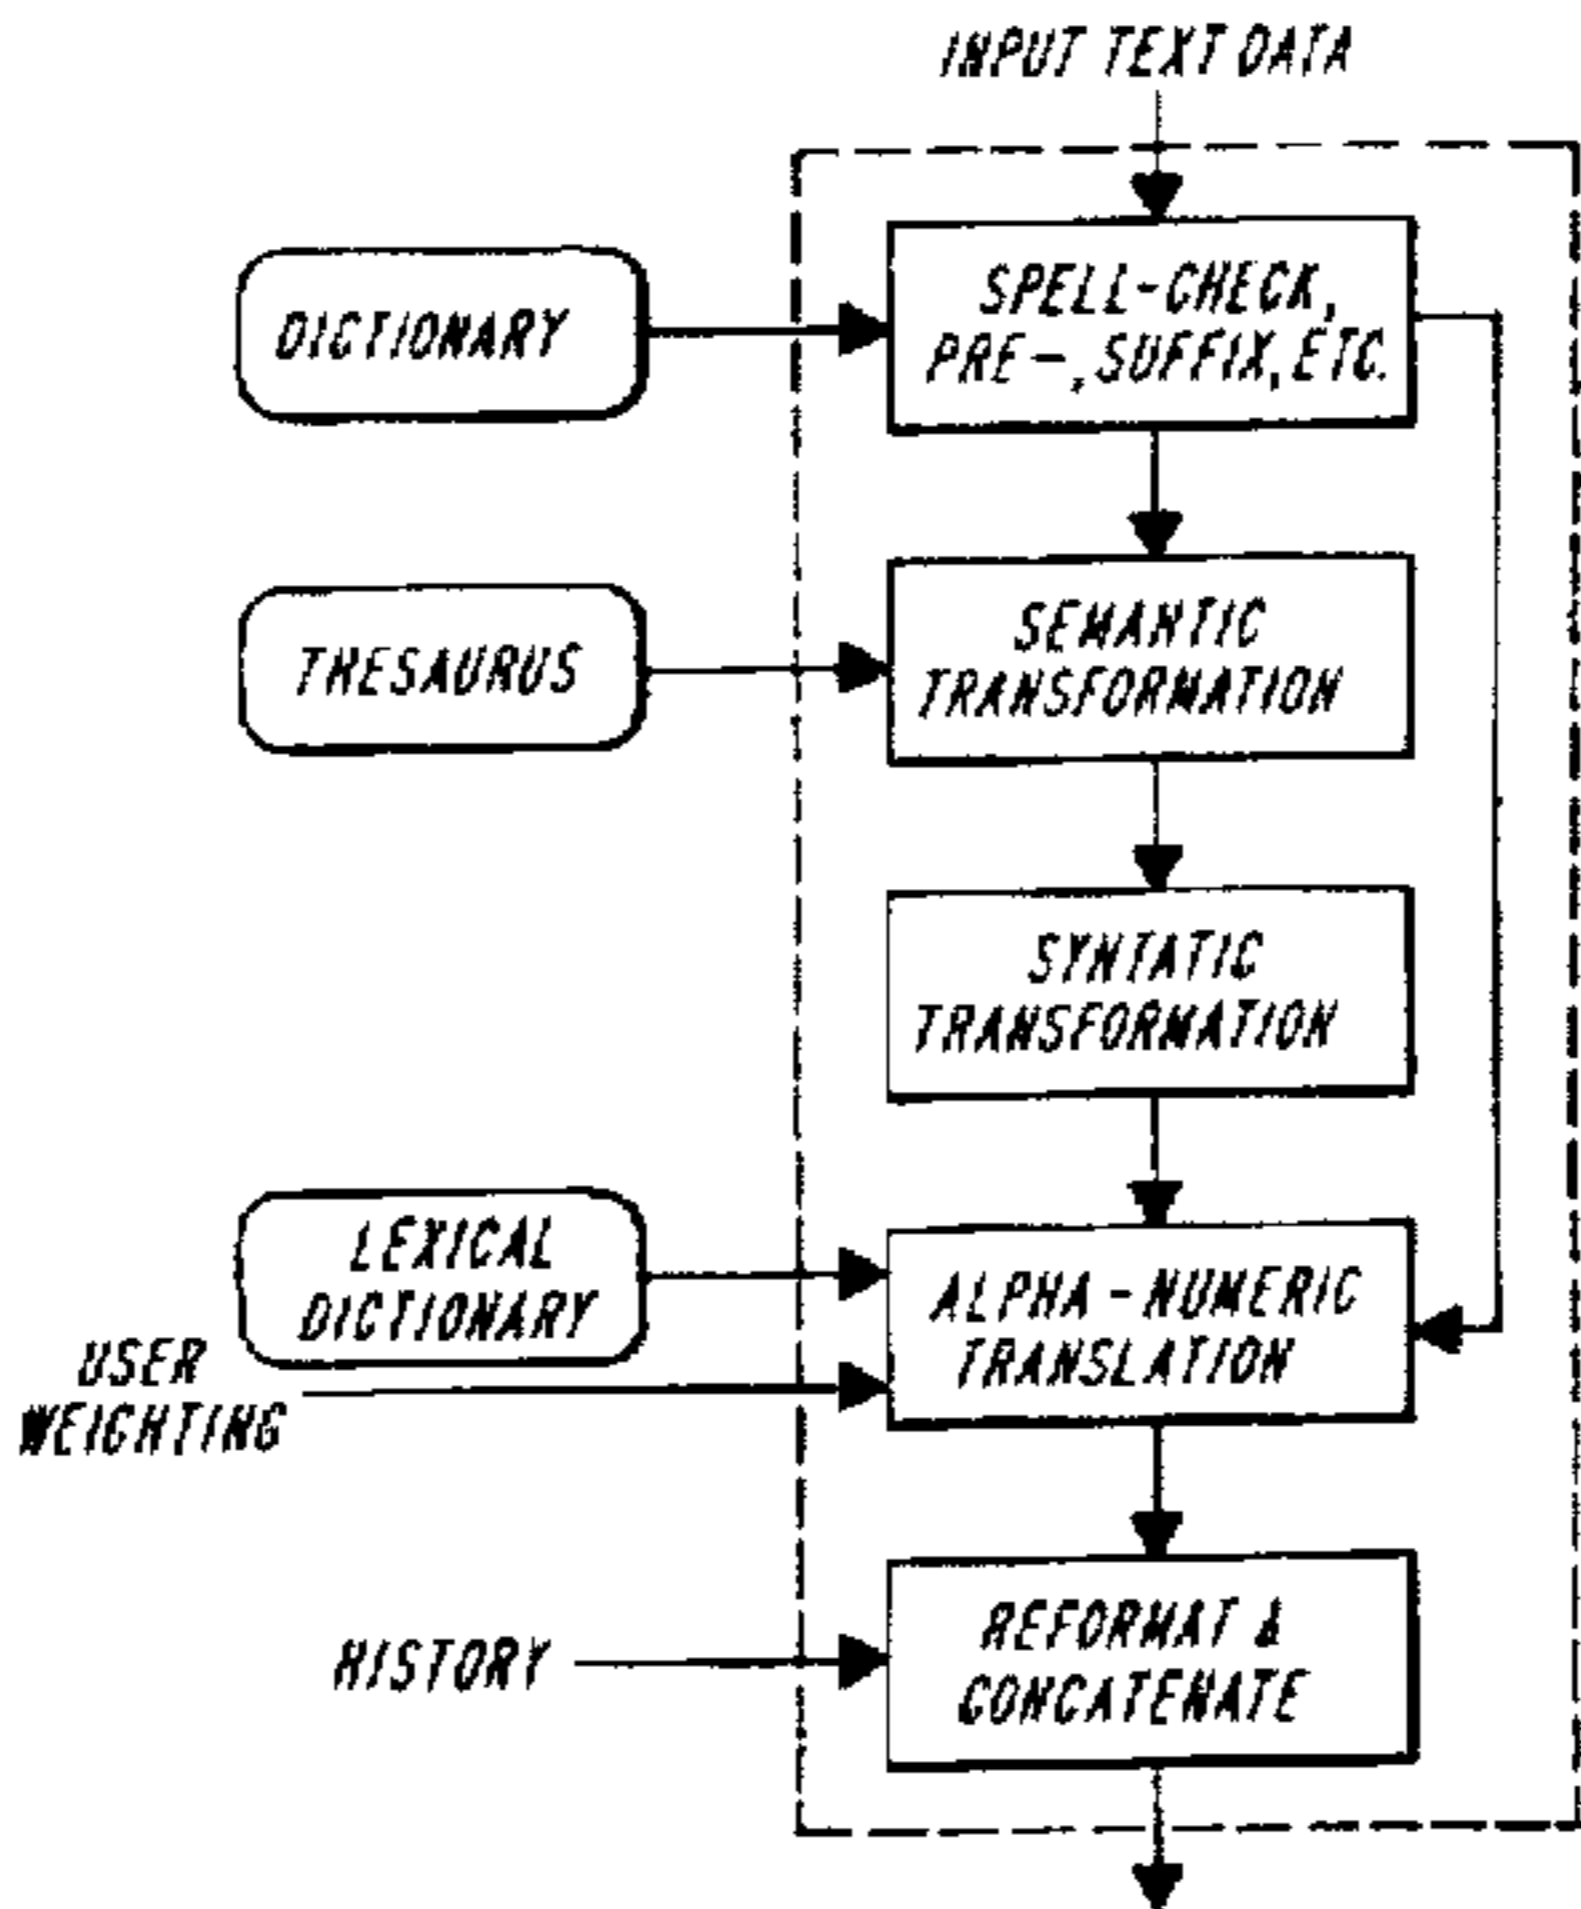 INPUT TEXT DATA
DICTIONARY
SPELL-CHECK,
PRE-, SUFFIX, ETC.
THESAURUS
SEMANTIC
TRANSFORMATION
SYNTATIC
TRANSFORMATION
LEXICAL
DICTIONARY
USER
WEIGHTING
ALPHA-NUMERIC
TRANSLATION
HISTORY
REFORMAT &
CONCATENATE